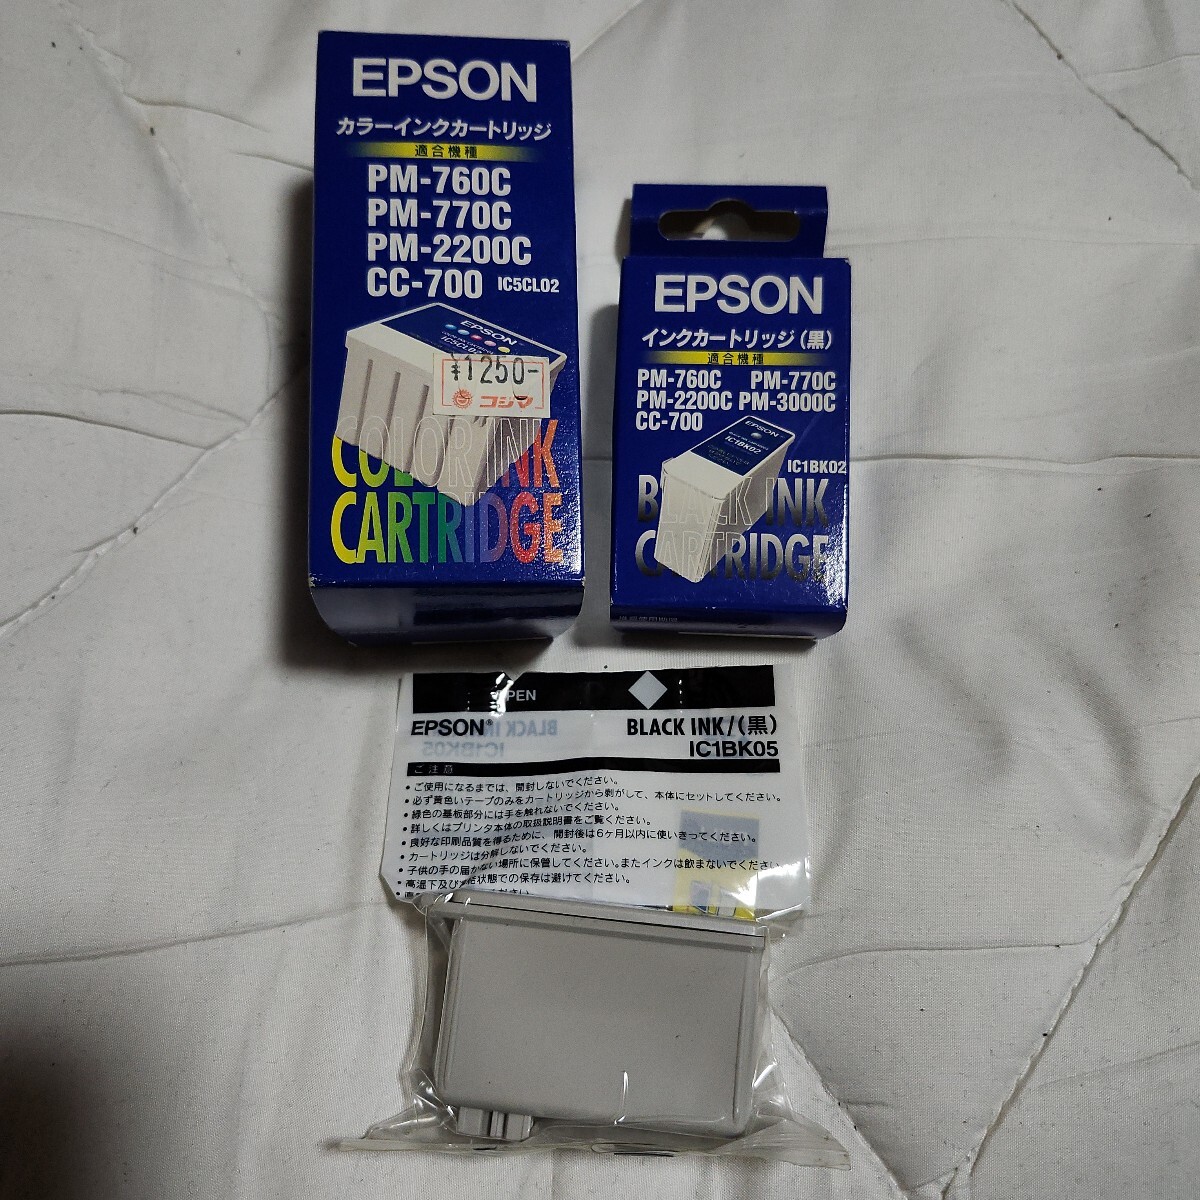 EPSON
カラーインクカートリッジ
適合機種
PM-760C
PM-770C
PM-2200C
CC-700 IC5CL02
EPSON
IC5CL02
¥1250-
コジマ
COLOR INK
CARTRIDGE
EPSON
インクカートリッジ(黒)
適合機種
PM-760C PM-770C
PM-2200C PM-3000C
CC-700
EPSON
IC1BK02
IC1BK02
BLACK INK
CARTRIDGE
OPEN
EPSON® BLACK INK/(黒)
IC1BK05
ご注意
•ご使用になるまでは、開封しないでください。
•必ず黄色いテープのみをカートリッジから剥がして、本体にセットしてください。
•緑色の基板部分には手を触れないでください。
•詳しくはプリンタ本体の取扱説明書をご覧ください。
•良好な印刷品質を得るために、開封後は6ヶ月以内に使いきってください。
•カートリッジは分解しないでください。
•子供の手の届かない場所に保管してください。またインクは飲まないでください。
•高温下及び凍結状態での保存は避けてください。